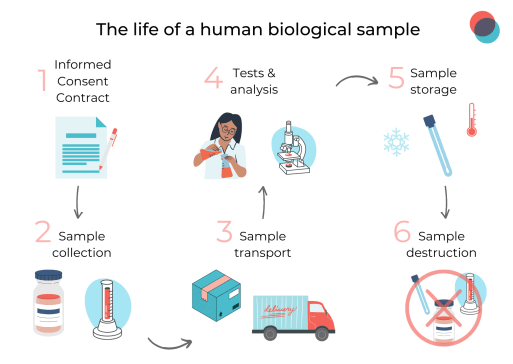 The life of a human biological sample
1
Informed
Consent
Contract
2
Sample
collection
3
Sample
transport
delivery!
4
Tests &
analysis
5
Sample
storage
6
Sample
destruction